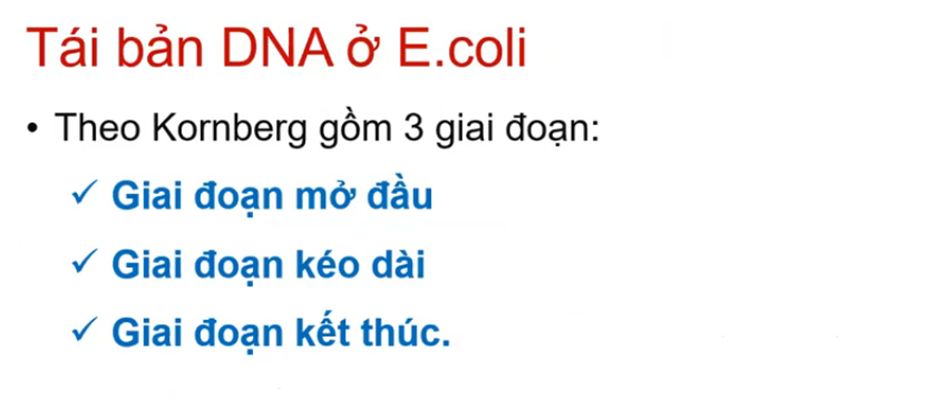 Tái bản DNA ở E.coli
• Theo Kornberg gồm 3 giai đoạn:
✓ Giai đoạn mở đầu
✓ Giai đoạn kéo dài
✓ Giai đoạn kết thúc.